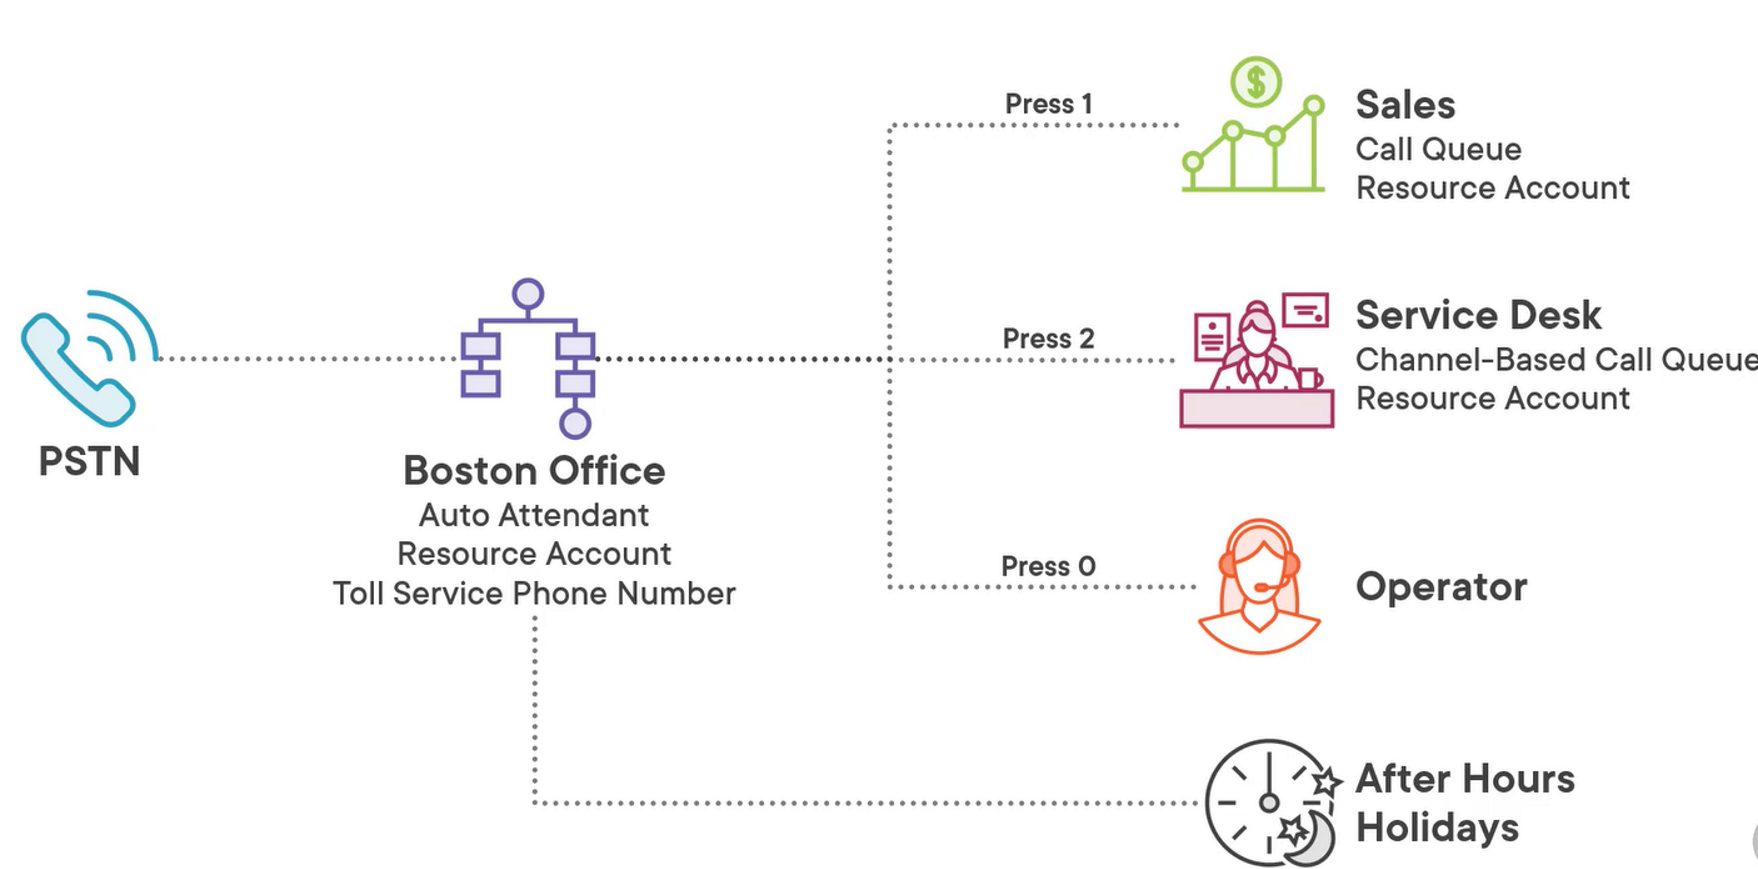 Press 1
Sales
Call Queue
Resource Account
Press 2
Service Desk
Channel-Based Call Queue
Resource Account
PSTN
Boston Office
Auto Attendant
Resource Account
Toll Service Phone Number
Press 0
Operator
After Hours
Holidays
$